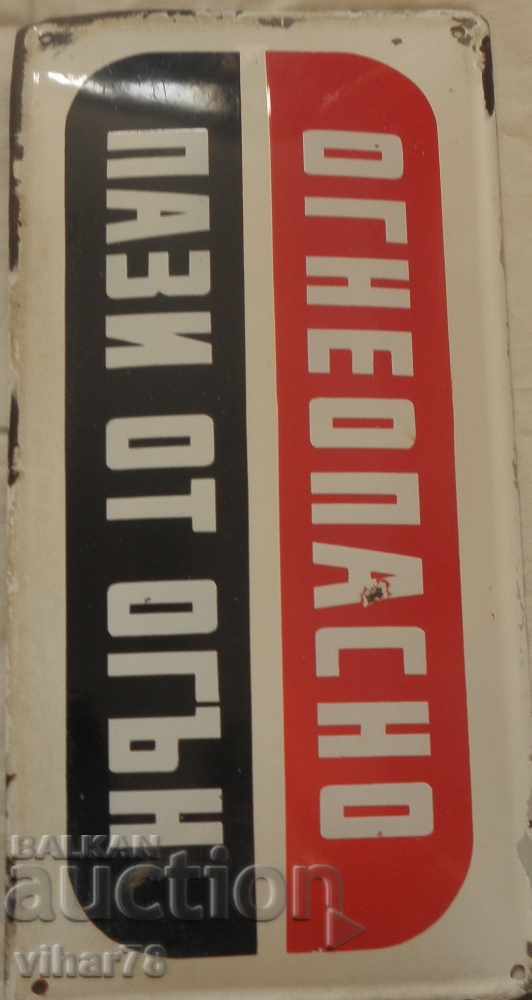 ОГНЕОПАСНО
ПАЗИ ОТ ОГЪН
BALKAN
auction
vihar78